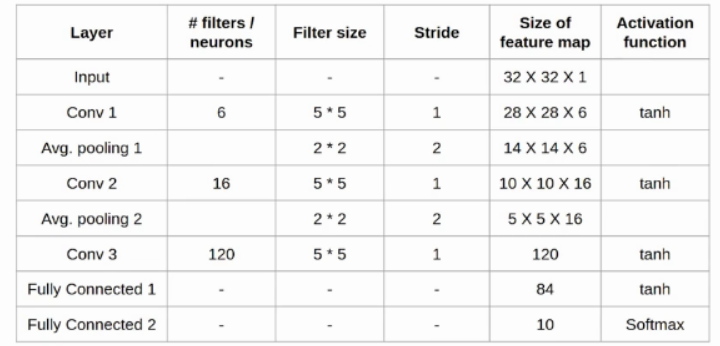 Layer # filters / neurons Filter size Stride Size of feature map Activation function
Input - - - 32 X 32 X 1
Conv 1 6 5 * 5 1 28 X 28 X 6 tanh
Avg. pooling 1 2 * 2 2 14 X 14 X 6
Conv 2 16 5 * 5 1 10 X 10 X 16 tanh
Avg. pooling 2 2 * 2 2 5 X 5 X 16
Conv 3 120 5 * 5 1 120 tanh
Fully Connected 1 - - - 84 tanh
Fully Connected 2 - - - 10 Softmax